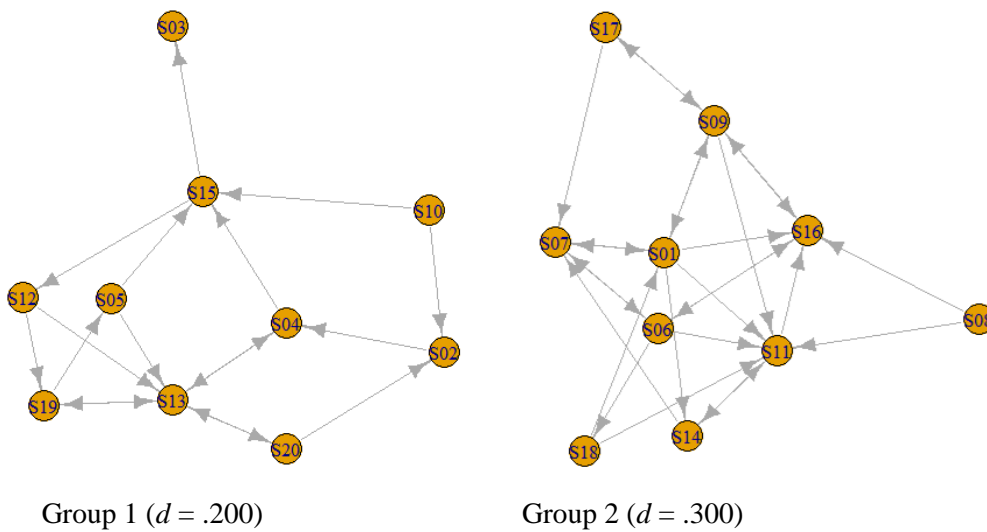 S03
S17
S09
S15
S10
S07
S01
S16
S12
S05
S04
S02
S06
S11
S08
S19
S13
S20
S18
S14
Group 1 (d = .200)
Group 2 (d = .300)